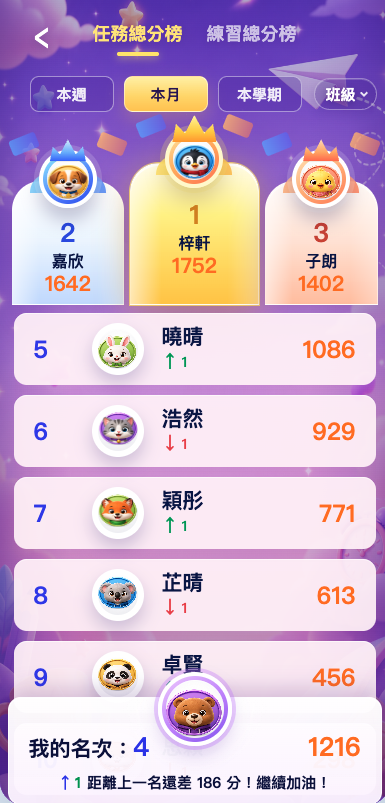 任務總分榜 練習總分榜
本週 本月 本學期 班級
2
嘉欣
1642
1
梓軒
1752
3
子朗
1402
5 曉晴 1086
↑ 1
6 浩然 929
↓ 1
7 穎彤 771
↑ 1
8 芷晴 613
↓ 1
9 卓賢 456
我的名次：4 1216
↑ 1 距離上一名還差 186 分！繼續加油！